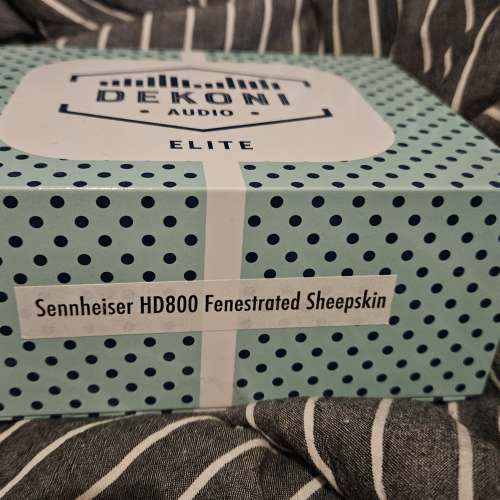 DEKONI
• AUDIO •
ELITE
Sennheiser HD800 Fenestrated Sheepskin